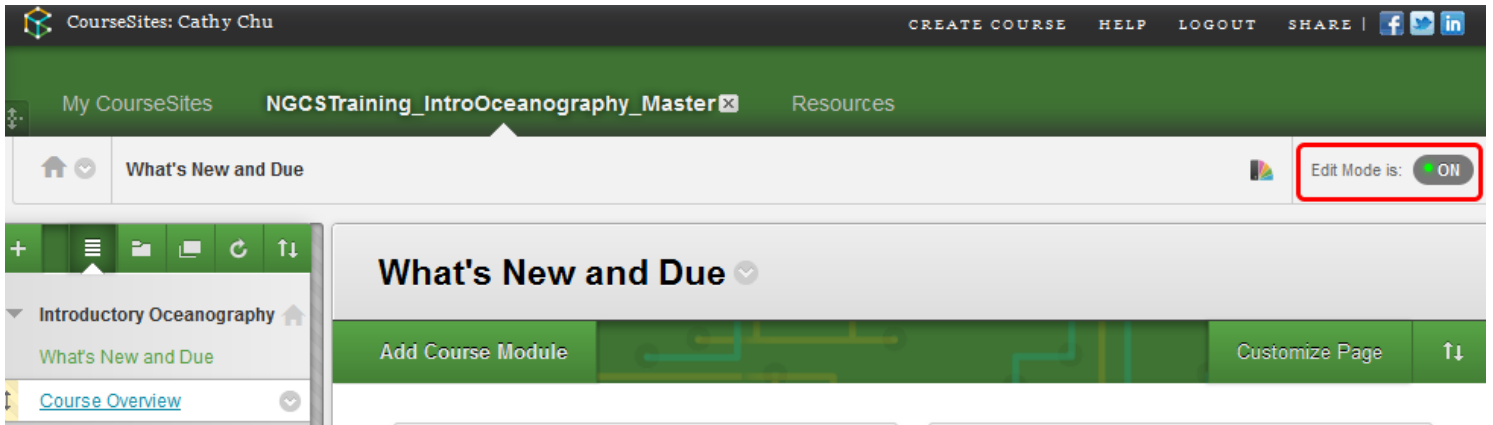 CourseSites: Cathy Chu CREATE COURSE HELP LOGOUT SHARE |
My CourseSites NGCSTraining_IntroOceanography_Master Resources
What's New and Due Edit Mode is: ON
What's New and Due
Introductory Oceanography
What's New and Due
Course Overview
Add Course Module Customize Page